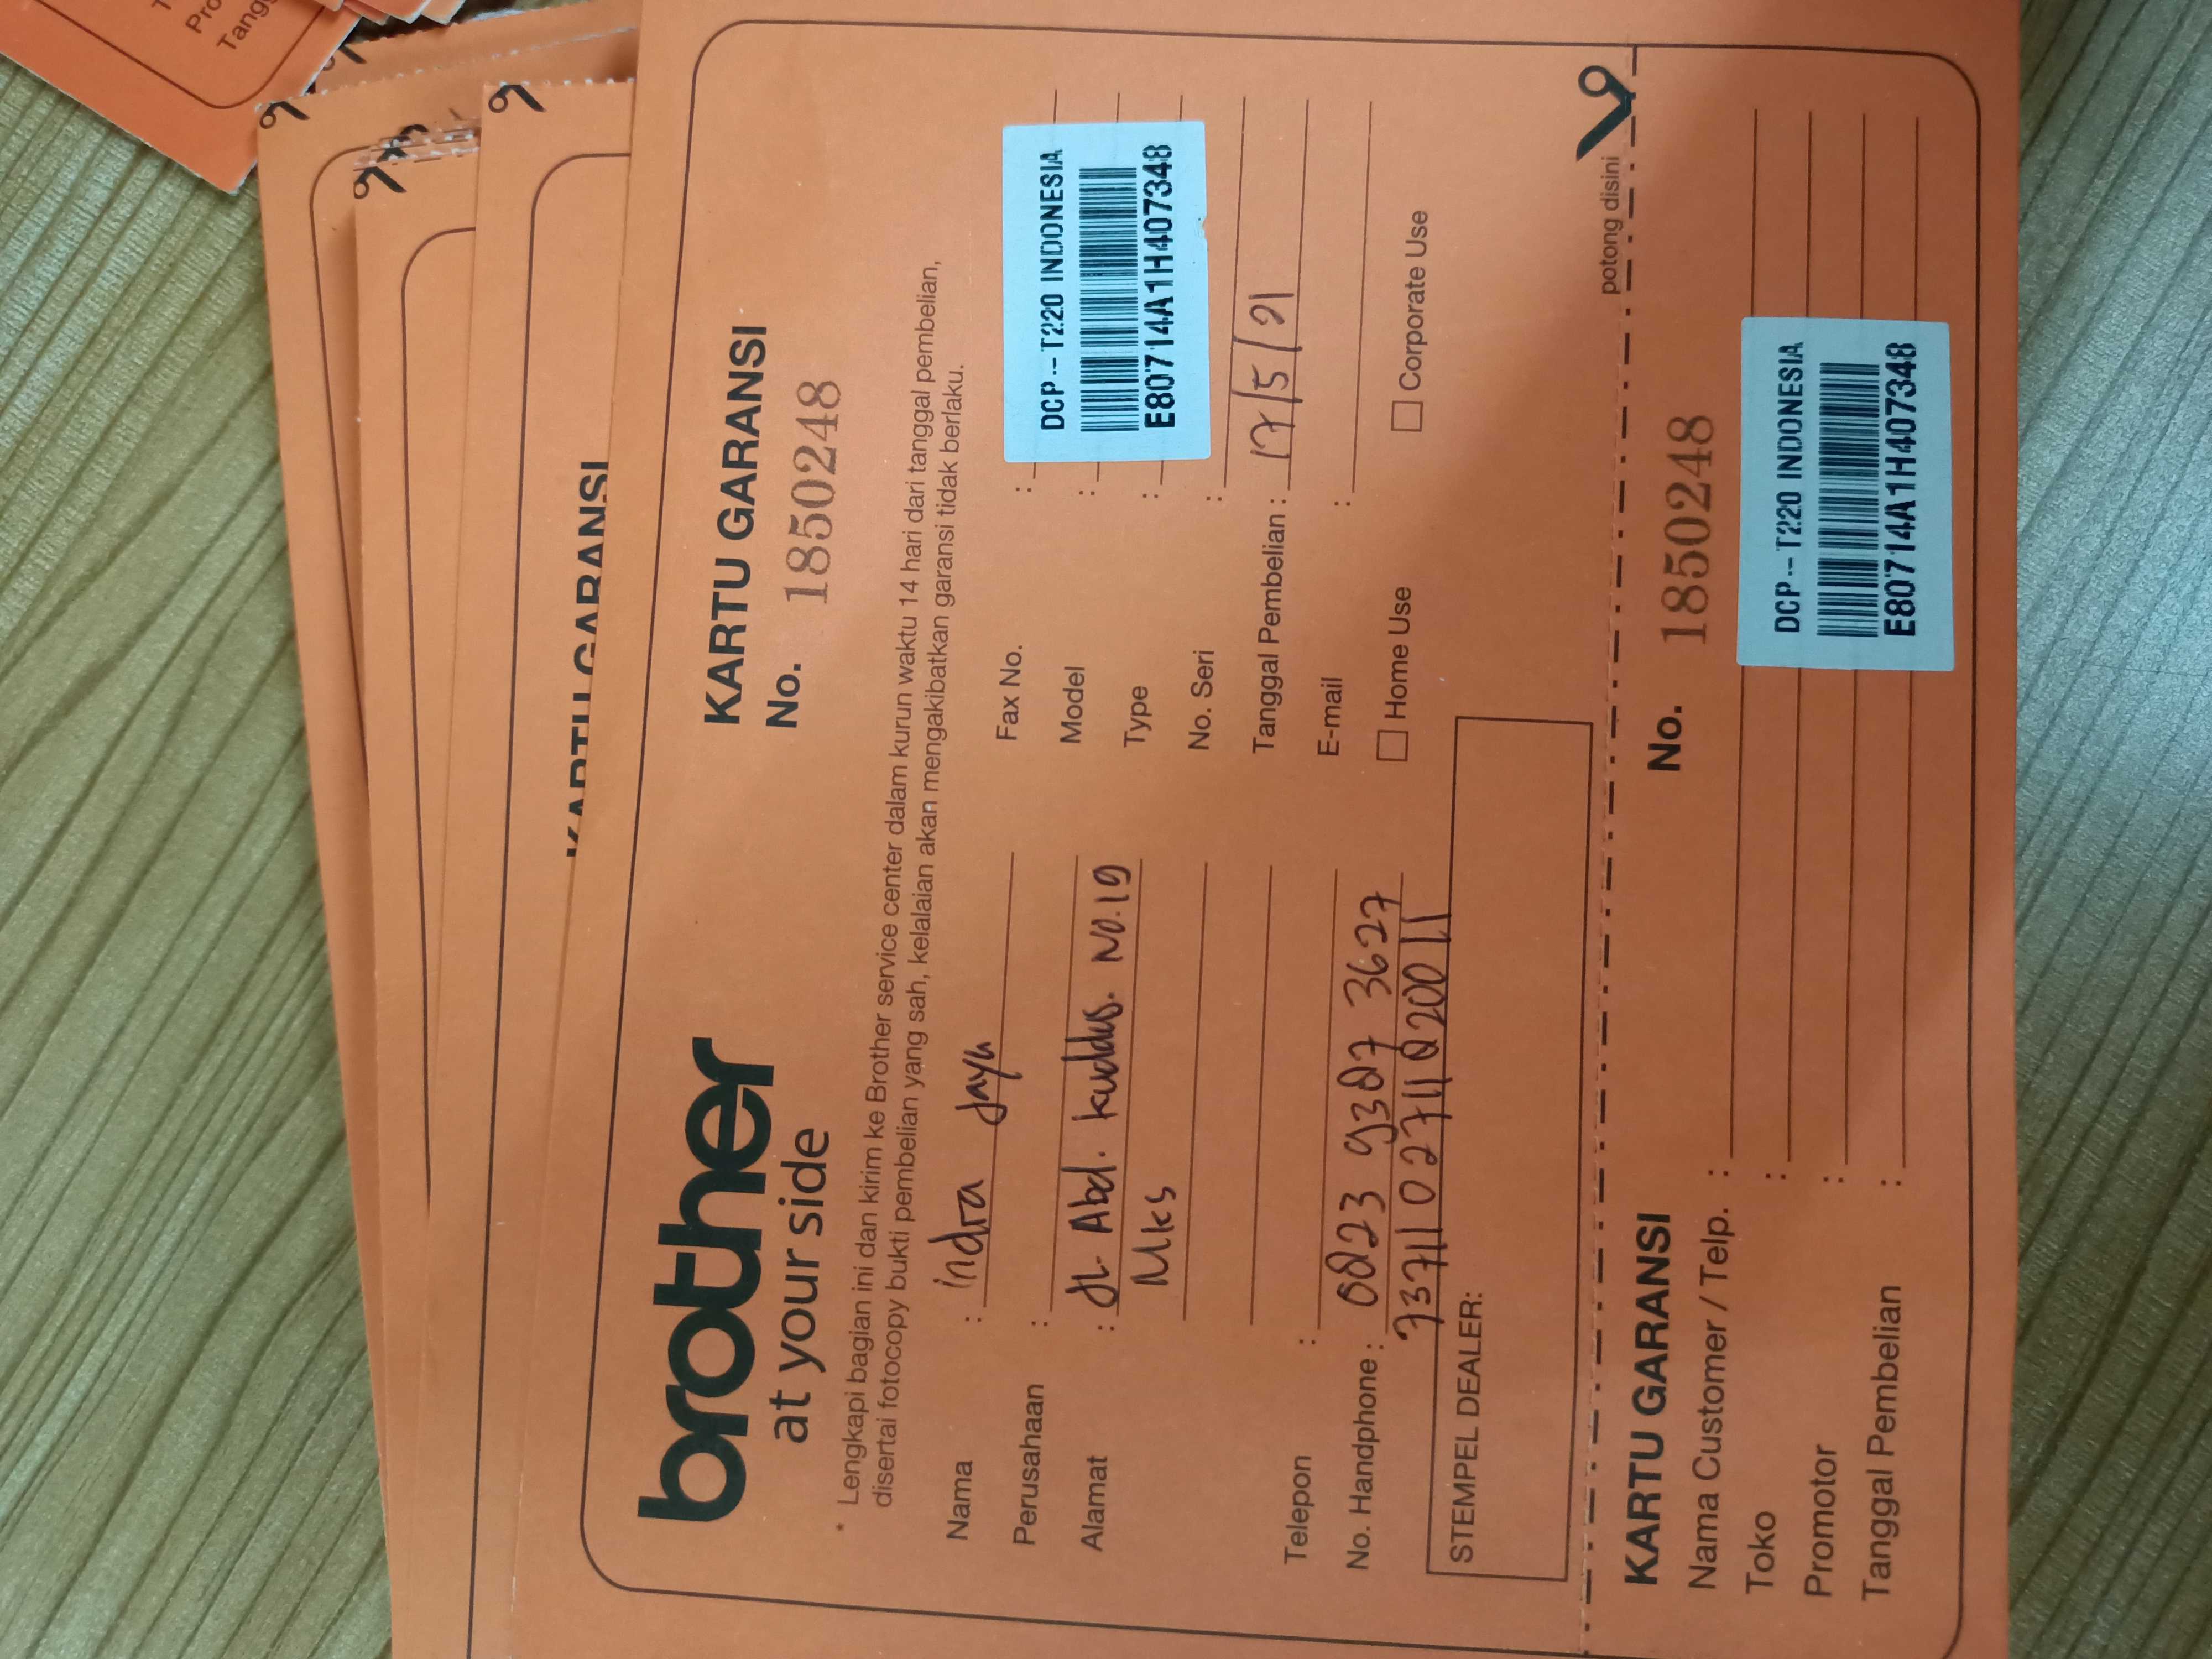 brother
at your side
KARTU GARANSI
No. 1850248
* Lengkapi bagian ini dan kirim ke Brother service center dalam kurun waktu 14 hari dari tanggal pembelian,
disertai fotocopy bukti pembelian yang sah, kelalaian akan mengakibatkan garansi tidak berlaku.
Nama : indra Jaya
Perusahaan :
Alamat : Jl. Abd. kuddus. No.19
Mks
Telepon :
No. Handphone : 0823 9387 3627
7371102711820011
Fax No. :
Model :
Type :
No. Seri :
DCP-T220 INDONESIA
E80714A1H407348
Tanggal Pembelian : 17/5/21
E-mail :
Home Use
Corporate Use
STEMPEL DEALER:
potong disini
KARTU GARANSI
No. 1850248
Nama Customer / Telp. :
Toko :
Promotor :
Tanggal Pembelian :
DCP-T220 INDONESIA
E80714A1H407348
KARTU GARANSI